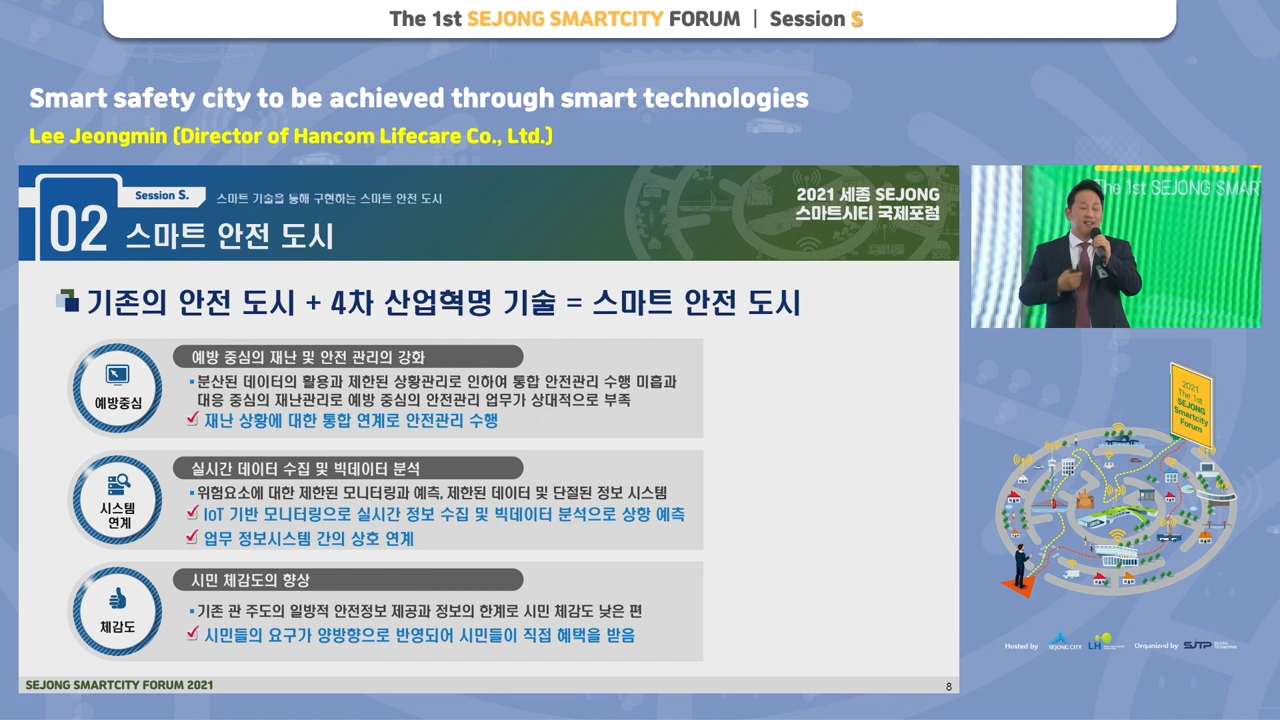 The 1st SEJONG SMARTCITY FORUM | Session S
Smart safety city to be achieved through smart technologies
Lee Jeongmin (Director of Hancom Lifecare Co., Ltd.)
Session S.
스마트 기술을 통해 구현하는 스마트 안전 도시
02 스마트 안전 도시
2021 세종 SEJONG
스마트시티 국제포럼
기존의 안전 도시 + 4차 산업혁명 기술 = 스마트 안전 도시
예방중심
예방 중심의 재난 및 안전 관리의 강화
분산된 데이터의 활용과 제한된 상황관리로 인하여 통합 안전관리 수행 미흡과
대응 중심의 재난관리로 예방 중심의 안전관리 업무가 상대적으로 부족
재난 상황에 대한 통합 연계로 안전관리 수행
시스템
연계
실시간 데이터 수집 및 빅데이터 분석
위험요소에 대한 제한된 모니터링과 예측, 제한된 데이터 및 단절된 정보 시스템
IoT 기반 모니터링으로 실시간 정보 수집 및 빅데이터 분석으로 상항 예측
업무 정보시스템 간의 상호 연계
체감도
시민 체감도의 향상
기존 관 주도의 일방적 안전정보 제공과 정보의 한계로 시민 체감도 낮은 편
시민들의 요구가 양방향으로 반영되어 시민들이 직접 혜택을 받음
SEJONG SMARTCITY FORUM 2021
8
The 1st SEJONG SMAR
2021
The 1st
SEJONG
Smartcity
Forum
Hosted by
SEJONG CITY
LH
Organized by
SJTP